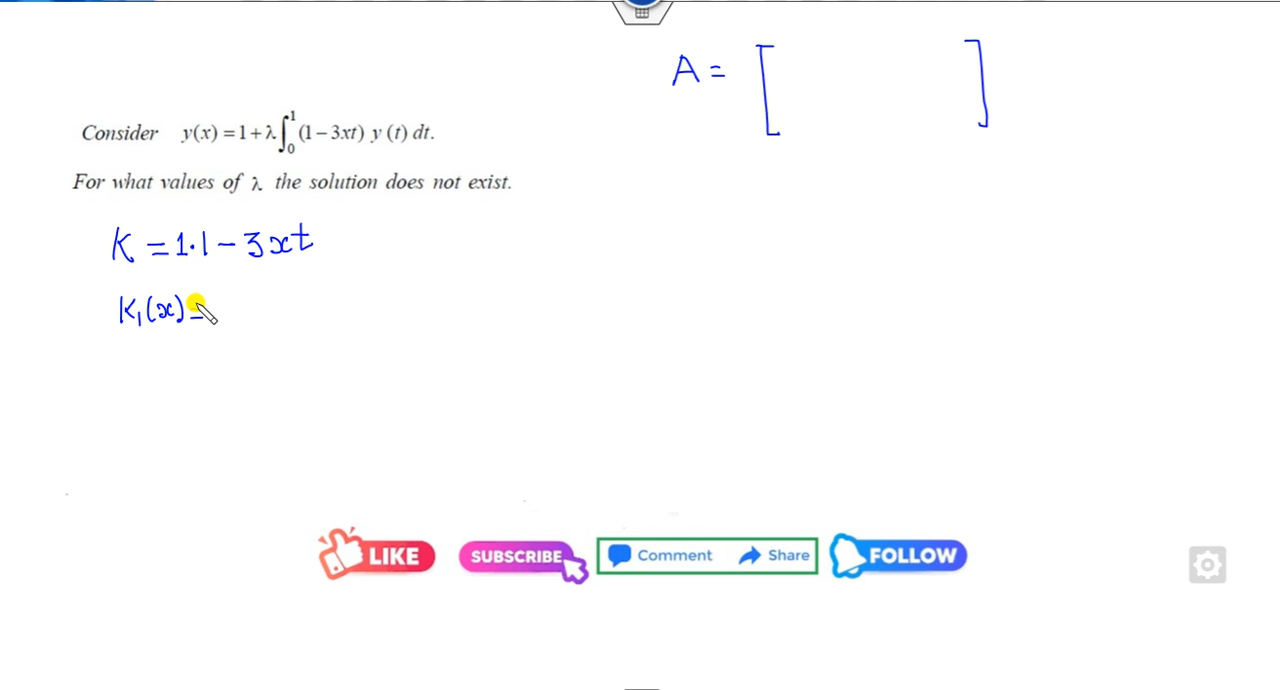 A = [ ]
Consider y(x) = 1 + λ∫₀¹ (1 − 3xt) y (t) dt.
For what values of λ the solution does not exist.
K = 1·1 − 3xt
K₁(x) =
LIKE SUBSCRIBE Comment Share FOLLOW